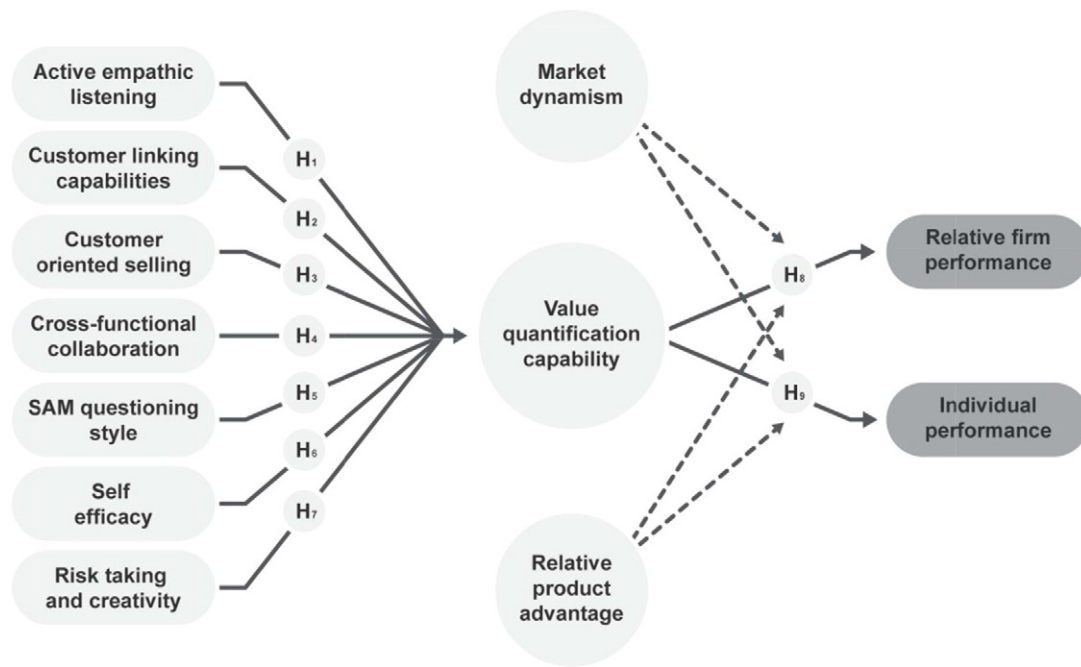 Active empathic
listening
Customer linking
capabilities
Customer
oriented selling
Cross-functional
collaboration
SAM questioning
style
Self
efficacy
Risk taking
and creativity
H₁
H₂
H₃
H₄
H₅
H₆
H₇
Market
dynamism
Value
quantification
capability
Relative
product
advantage
H₈
H₉
Relative firm
performance
Individual
performance